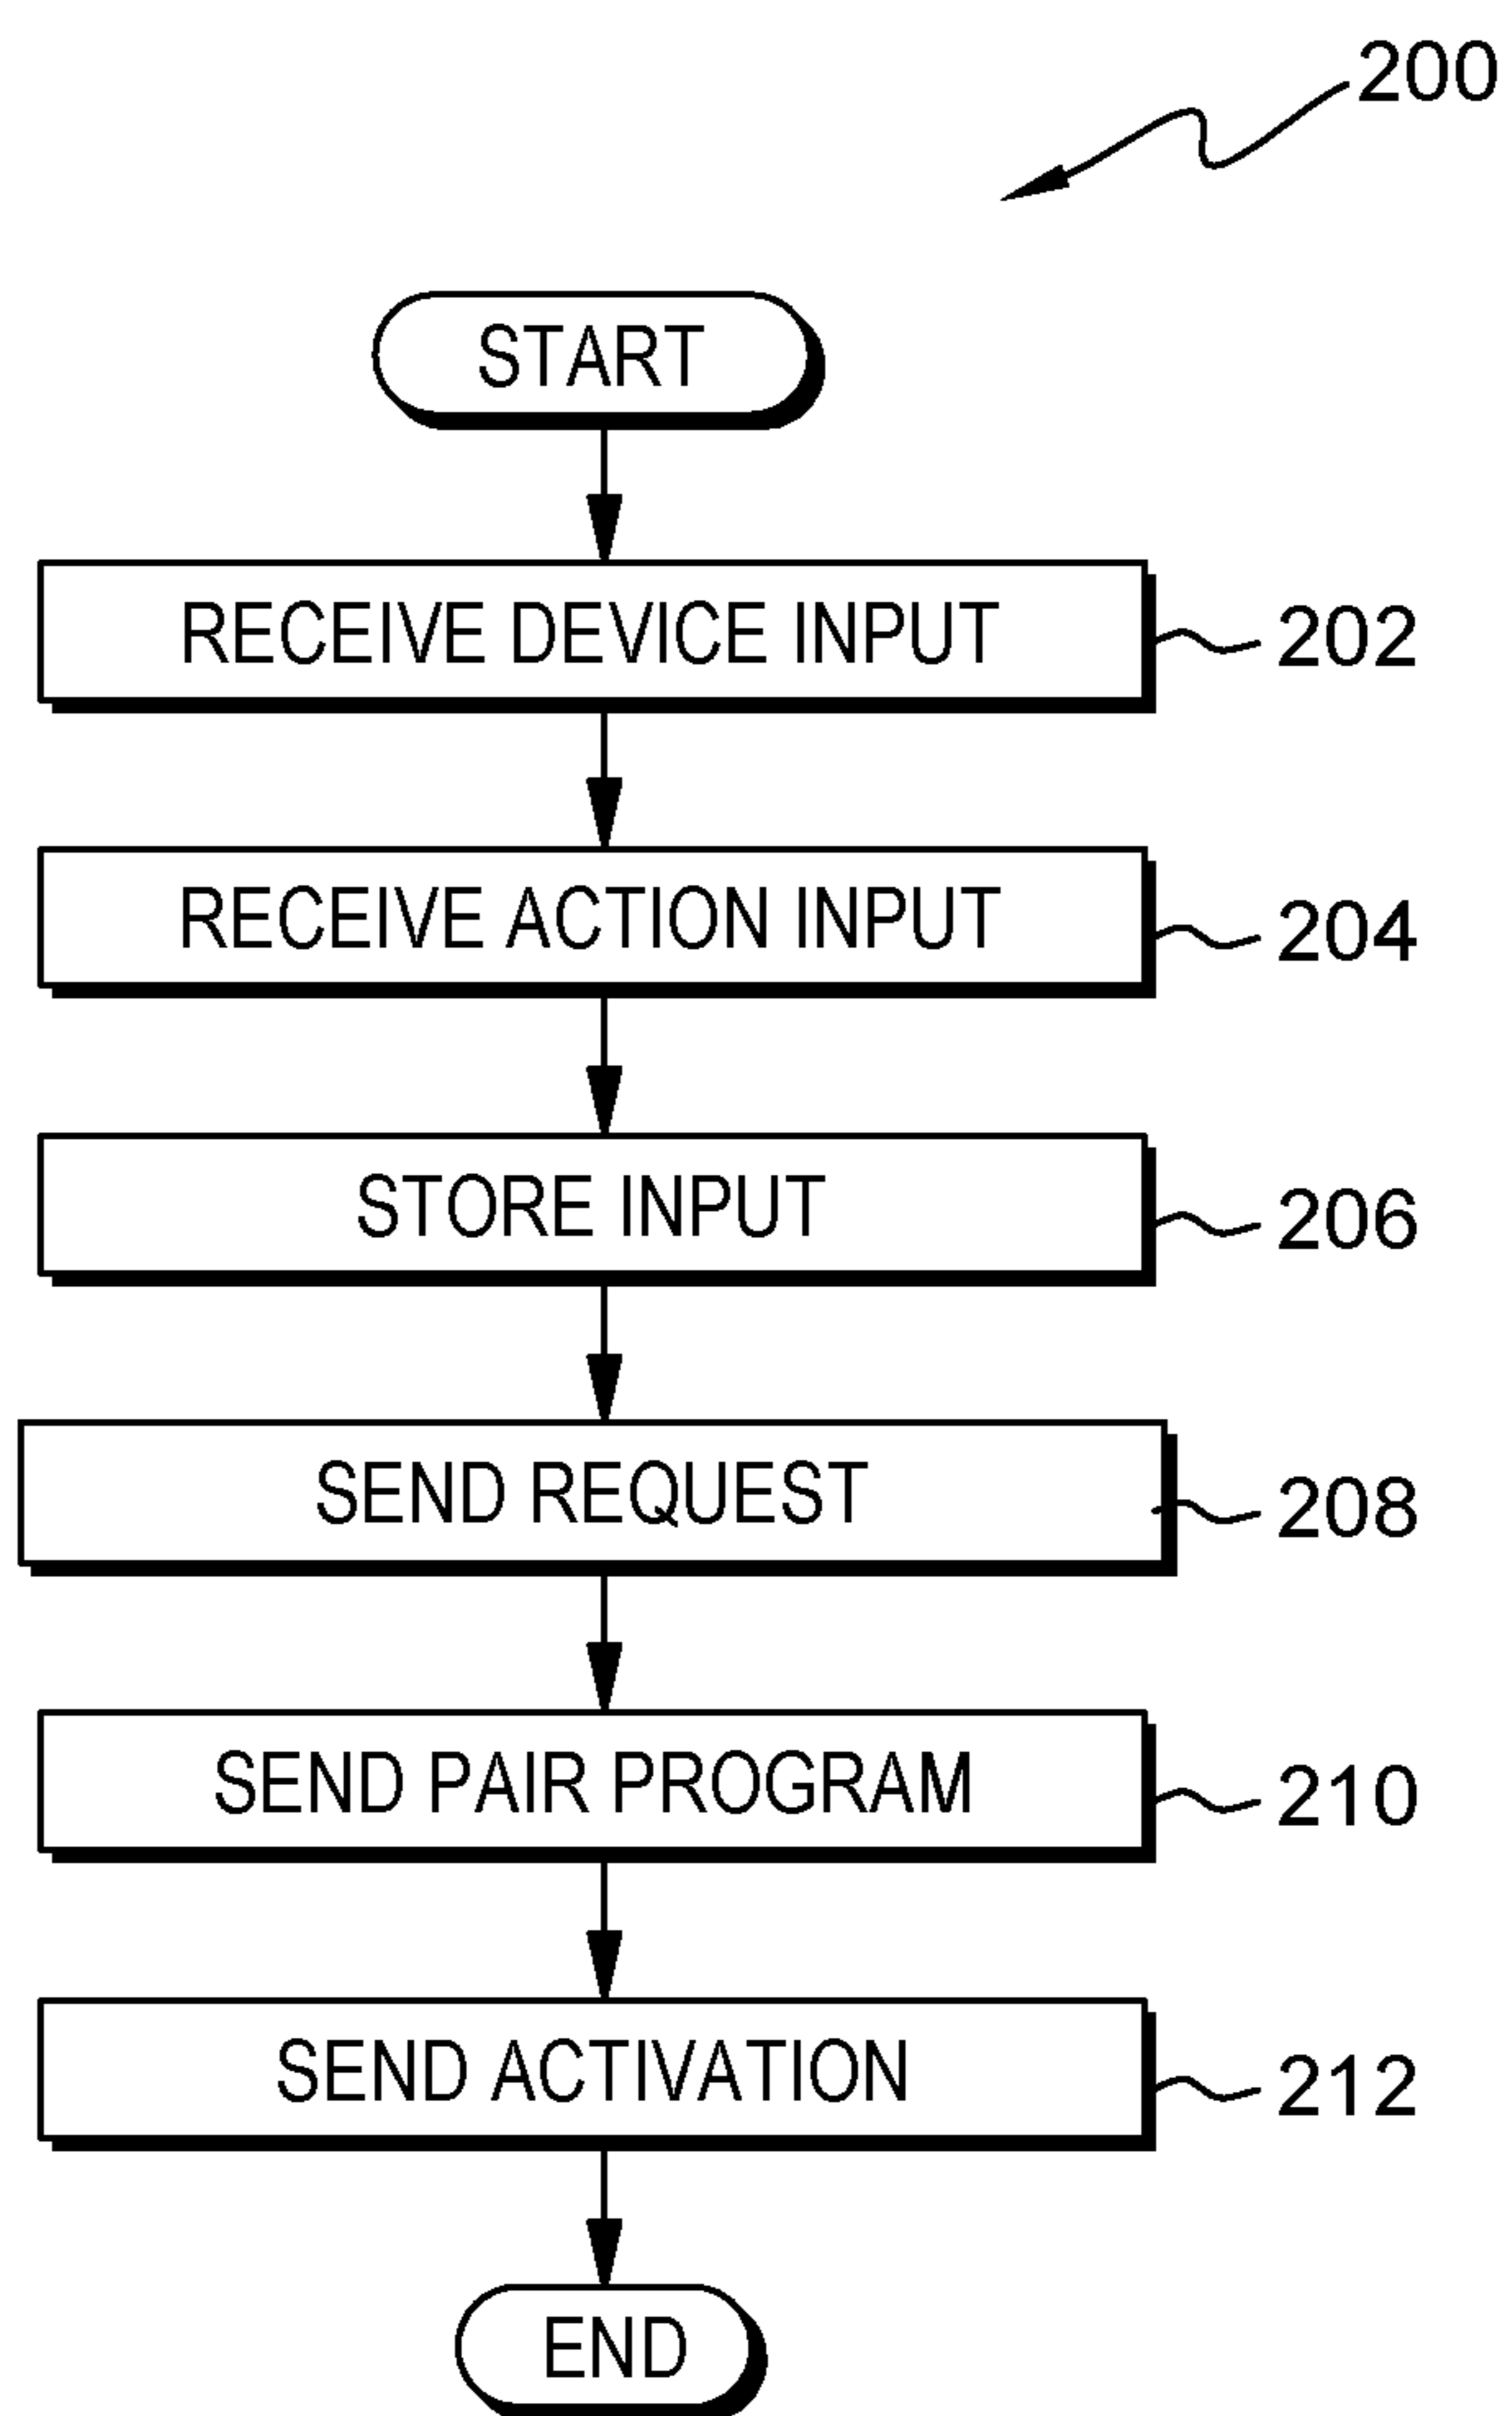 200
START
RECEIVE DEVICE INPUT
202
RECEIVE ACTION INPUT
204
STORE INPUT
206
SEND REQUEST
208
SEND PAIR PROGRAM
210
SEND ACTIVATION
212
END